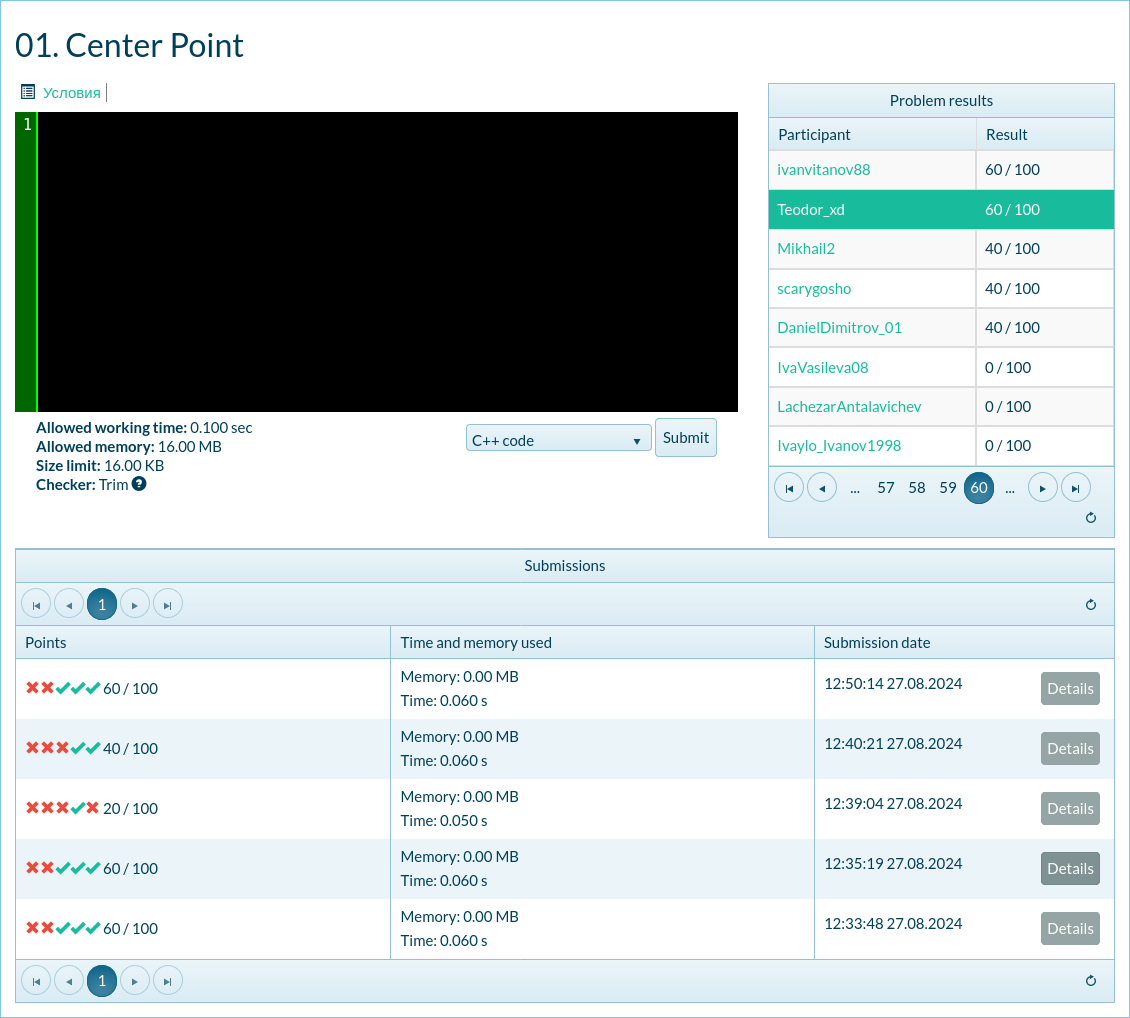 01. Center Point
Условия
1
Allowed working time: 0.100 sec
Allowed memory: 16.00 MB
Size limit: 16.00 KB
Checker: Trim
C++ code
Submit
Problem results
Participant Result
ivanvitanov88 60 / 100
Teodor_xd 60 / 100
Mikhail2 40 / 100
scarygosho 40 / 100
DanielDimitrov_01 40 / 100
IvaVasileva08 0 / 100
LachezarAntalavichev 0 / 100
Ivaylo_Ivanov1998 0 / 100
... 57 58 59 60 ...
Submissions
1
Points Time and memory used Submission date
60 / 100 Memory: 0.00 MB 12:50:14 27.08.2024 Details
Time: 0.060 s
40 / 100 Memory: 0.00 MB 12:40:21 27.08.2024 Details
Time: 0.060 s
20 / 100 Memory: 0.00 MB 12:39:04 27.08.2024 Details
Time: 0.050 s
60 / 100 Memory: 0.00 MB 12:35:19 27.08.2024 Details
Time: 0.060 s
60 / 100 Memory: 0.00 MB 12:33:48 27.08.2024 Details
Time: 0.060 s
1